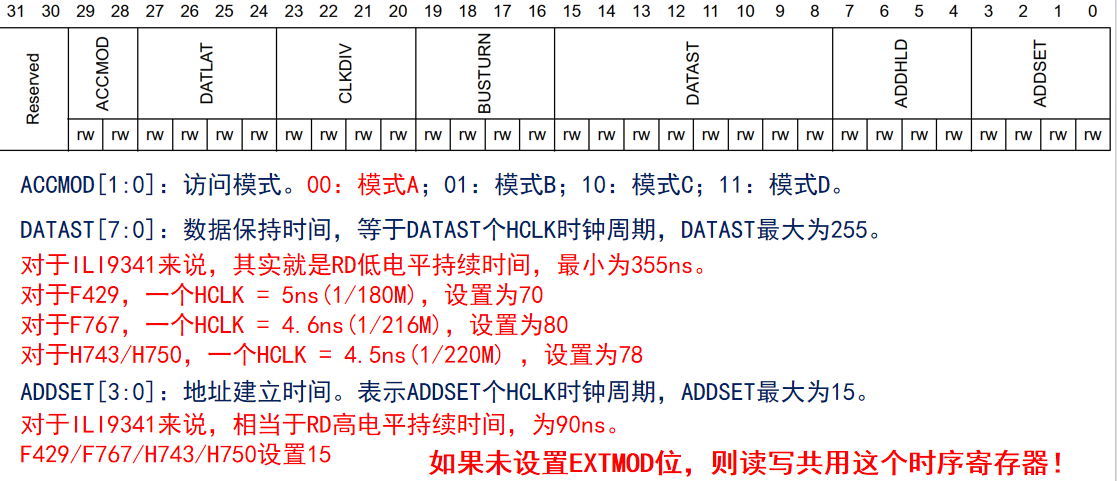 31 30 29 28 27 26 25 24 23 22 21 20 19 18 17 16 15 14 13 12 11 10 9 8 7 6 5 4 3 2 1 0
Reserved ACCMOD DATLAT CLKDIV BUSTURN DATAST ADDHLD ADDSET
rw rw rw rw rw rw rw rw rw rw rw rw rw rw rw rw rw rw rw rw rw rw rw rw rw rw rw rw rw rw
ACCMOD[1:0]：访问模式。00：模式A；01：模式B；10：模式C；11：模式D。
DATAST[7:0]：数据保持时间，等于DATAST个HCLK时钟周期，DATAST最大为255。
对于ILI9341来说，其实就是RD低电平持续时间，最小为355ns。
对于F429，一个HCLK = 5ns(1/180M)，设置为70
对于F767，一个HCLK = 4.6ns(1/216M)，设置为80
对于H743/H750，一个HCLK = 4.5ns(1/220M) ，设置为78
ADDSET[3:0]：地址建立时间。表示ADDSET个HCLK时钟周期，ADDSET最大为15。
对于ILI9341来说，相当于RD高电平持续时间，为90ns。
F429/F767/H743/H750设置15
如果未设置EXTMOD位，则读写共用这个时序寄存器！